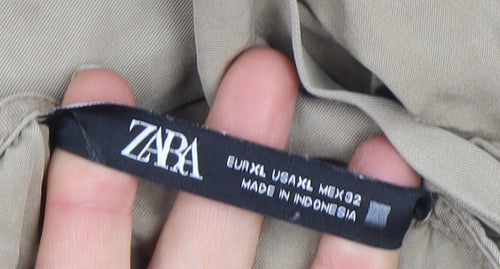 ZARA
EUR XL USA XL MEX 32
MADE IN INDONESIA